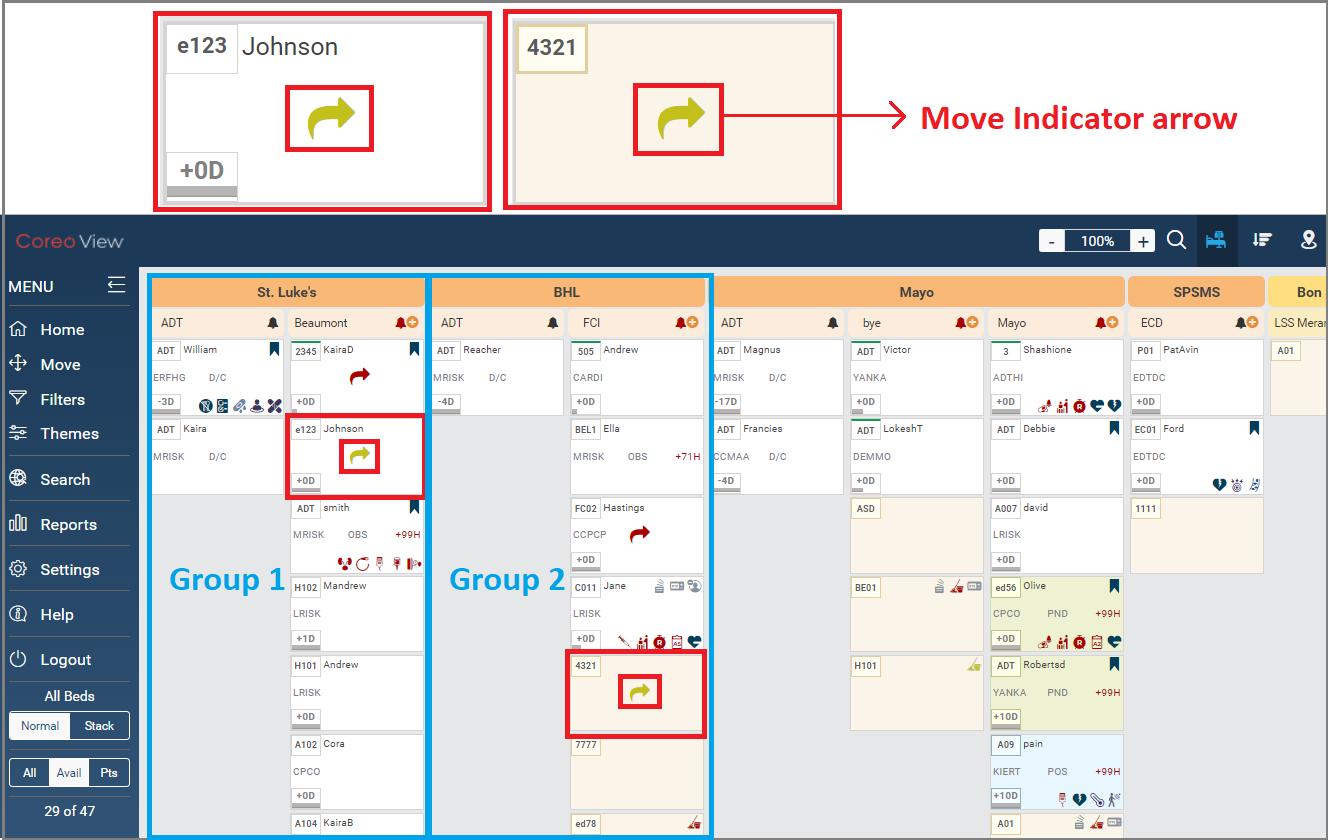 e123 Johnson
+0D
4321
Move Indicator arrow
Coreo View
- 100% +
MENU
Home
Move
Filters
Themes
Search
Reports
Settings
Help
Logout
All Beds
Normal Stack
All Avail Pts
29 of 47
St. Luke's
ADT
ADT William
ERFHG D/C
-3D
ADT Kaira
MRISK D/C
Group 1
Beaumont
2345 KairaD
+0D
e123 Johnson
+0D
ADT smith
MRISK OBS +99H
H102 Mandrew
LRISK
+1D
H101 Andrew
LRISK
+0D
A102 Cora
CPCO
+0D
A104 KairaB
BHL
ADT
ADT Reacher
MRISK D/C
-4D
Group 2
FCI
505 Andrew
CARDI
+0D
BEL1 Ella
MRISK OBS +71H
FC02 Hastings
CCPCP
+0D
C011 Jane
LRISK
+0D
4321
7777
ed78
Mayo
ADT
ADT Magnus
MRISK D/C
-17D
ADT Francies
CCMAA D/C
-4D
bye
ADT Victor
YANKA
+0D
ADT LokeshT
DEMMO
+0D
ASD
BE01
H101
Mayo
3 Shashione
ADTHI
+0D
ADT Debbie
+0D
A007 david
LRISK
+0D
ed56 Olive
CPCO PND +99H
+0D
ADT Robertsd
YANKA PND +99H
+10D
A09 pain
KIERT POS +99H
+10D
A01
SPSMS
ECD
P01 PatAvin
EDTDC
+0D
EC01 Ford
EDTDC
+0D
1111
Bon
LSS Meran
A01